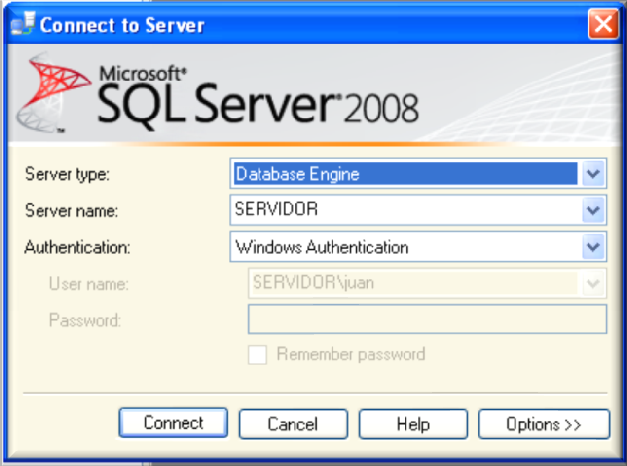 Connect to Server
Microsoft®
SQL Server® 2008
Server type: Database Engine
Server name: SERVIDOR
Authentication: Windows Authentication
User name: SERVIDOR\juan
Password:
Remember password
Connect Cancel Help Options >>